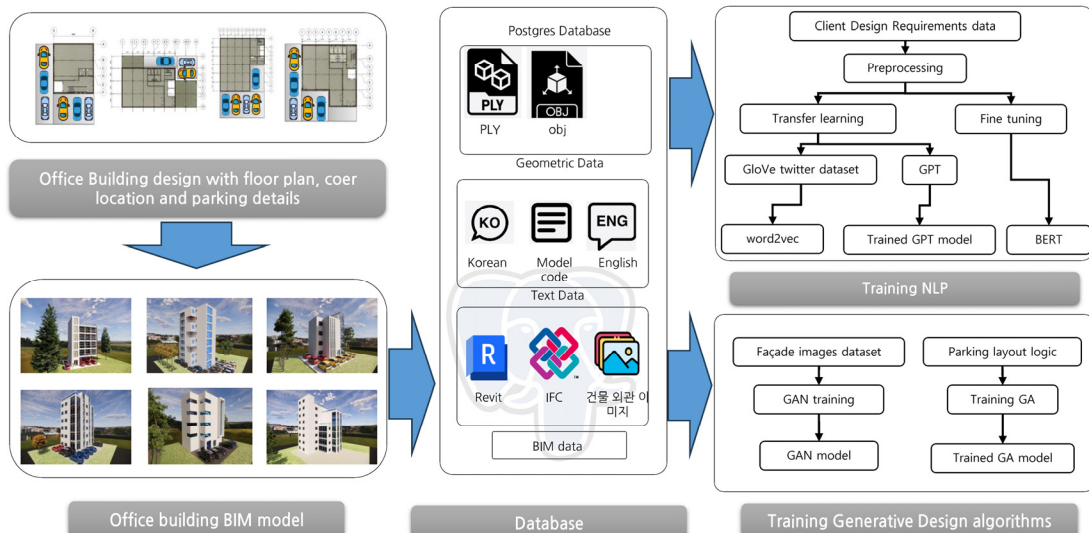 Office Building design with floor plan, coer
location and parking details
Office building BIM model
Postgres Database
PLY
PLY
OBJ
obj
Geometric Data
KO
Korean
Model
code
ENG
English
Text Data
R
Revit
IFC
건물 외관 이
미지
BIM data
Database
Client Design Requirements data
Preprocessing
Transfer learning
Fine tuning
GloVe twitter dataset
GPT
word2vec
Trained GPT model
BERT
Training NLP
Façade images dataset
Parking layout logic
GAN training
Training GA
GAN model
Trained GA model
Training Generative Design algorithms